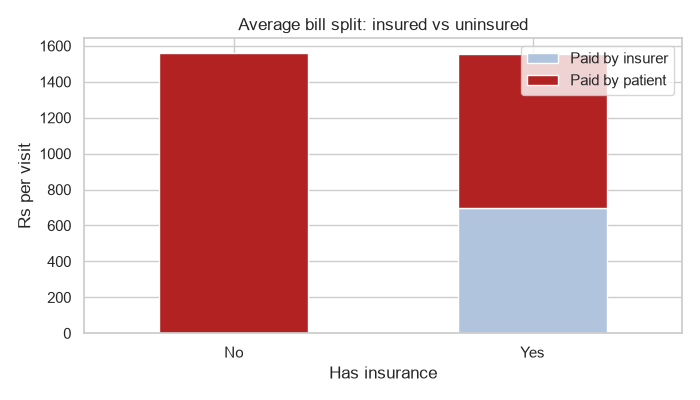 Average bill split: insured vs uninsured
Paid by insurer
Paid by patient
1600
1400
1200
1000
800
600
400
200
0
Rs per visit
No
Yes
Has insurance